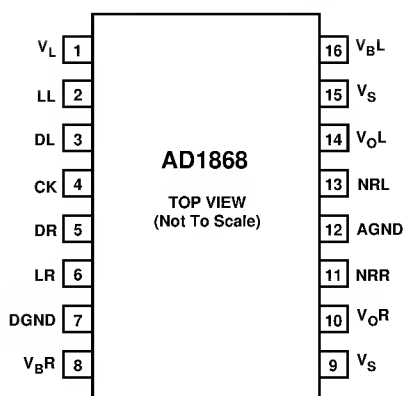 V_L 1
LL 2
DL 3
CK 4
DR 5
LR 6
DGND 7
V_BR 8
AD1868
TOP VIEW
(Not To Scale)
16 V_BL
15 V_S
14 V_OL
13 NRL
12 AGND
11 NRR
10 V_OR
9 V_S